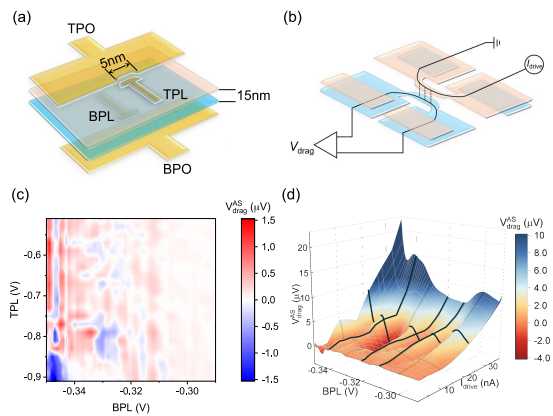 (a)
TPO
5nm
TPL
BPL
15nm
BPO
(b)
I_drive
V_drag
(c)
V^AS_drag (μV)
1.5
1.0
0.5
0.0
-0.5
-1.0
-1.5
TPL (V)
-0.6
-0.7
-0.8
-0.9
-0.34
-0.32
-0.30
BPL (V)
(d)
V^AS_drag (μV)
10
8.0
6.0
4.0
2.0
0.0
-2.0
-4.0
V^AS_drag (μV)
20
15
10
5
0
-0.34
-0.32
-0.30
BPL (V)
10
20
30
I_drive (nA)